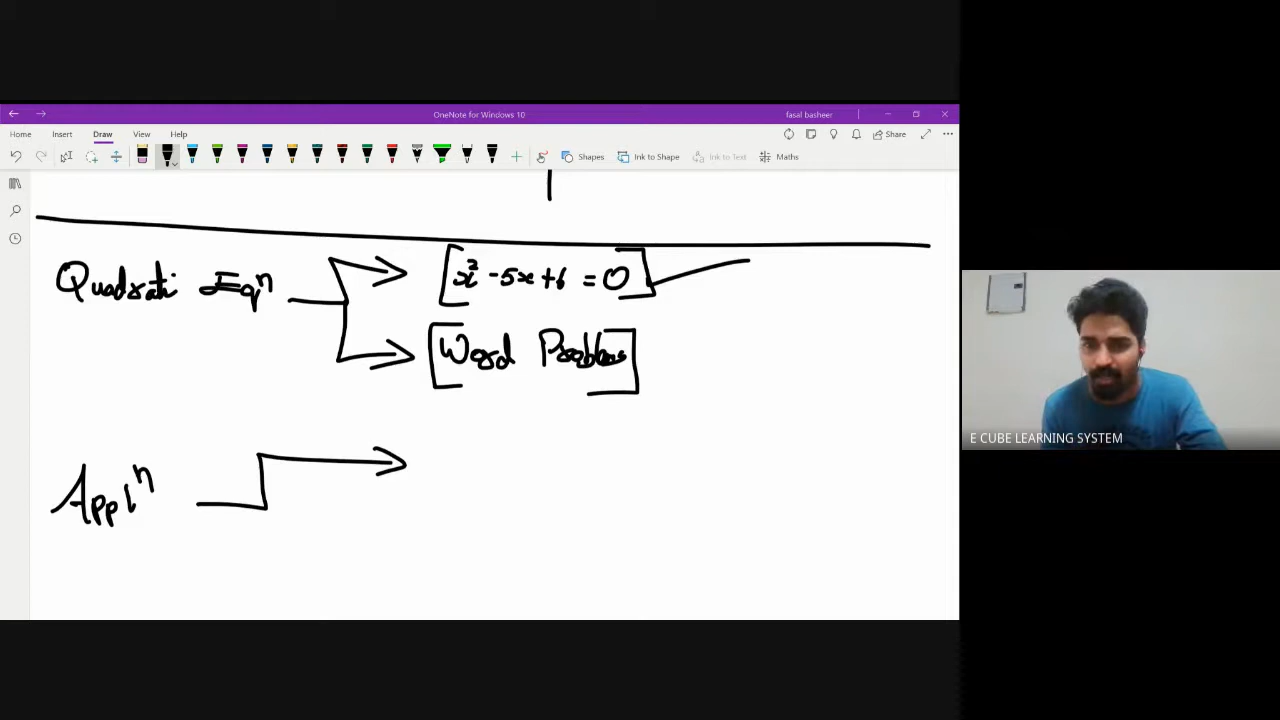 OneNote for Windows 10
fasal basheer
Home Insert Draw View Help
Share
Shapes Ink to Shape Ink to Text Maths
Quadrati Eqⁿ
x² -5x+6 = 0
Word Problems
Applⁿ
E CUBE LEARNING SYSTEM